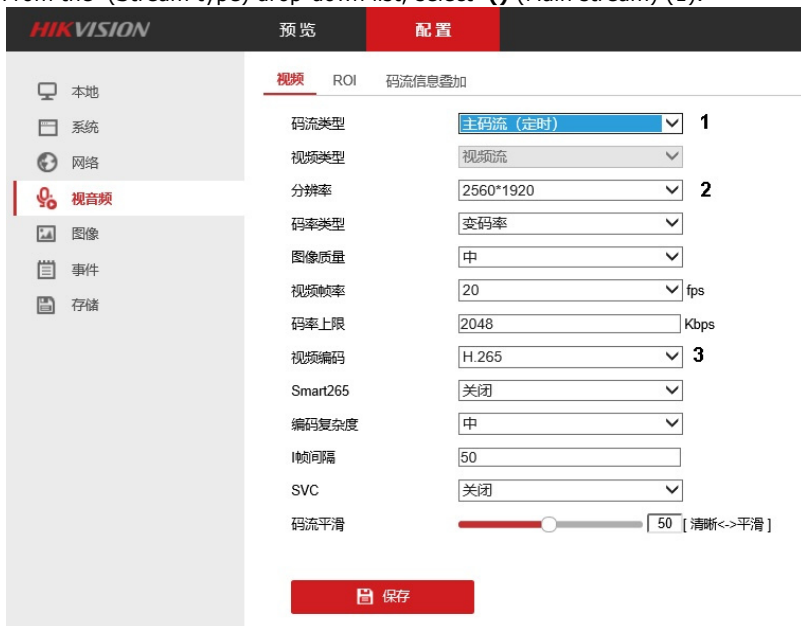 From the (Stream type) drop-down list, select () (Main stream) (1).
HIKVISION 预览 配置
本地
系统
网络
视音频
图像
事件
存储
视频 ROI 码流信息叠加
码流类型 主码流（定时） 1
视频类型 视频流
分辨率 2560*1920 2
码率类型 变码率
图像质量 中
视频帧率 20 fps
码率上限 2048 Kbps
视频编码 H.265 3
Smart265 关闭
编码复杂度 中
I帧间隔 50
SVC 关闭
码流平滑 50 [ 清晰<->平滑 ]
保存